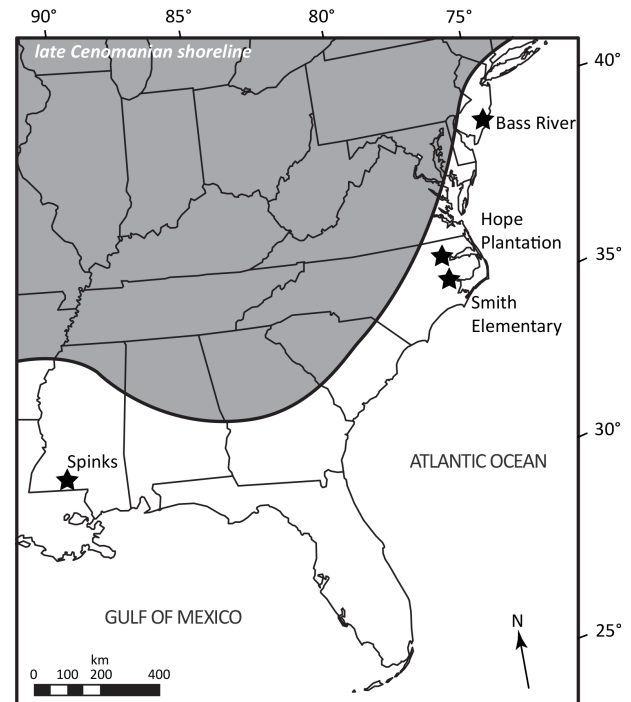 90°
85°
80°
75°
late Cenomanian shoreline
40°
Bass River
Hope
Plantation
35°
Smith
Elementary
30°
Spinks
ATLANTIC OCEAN
GULF OF MEXICO
N
25°
km
0 100 200 400